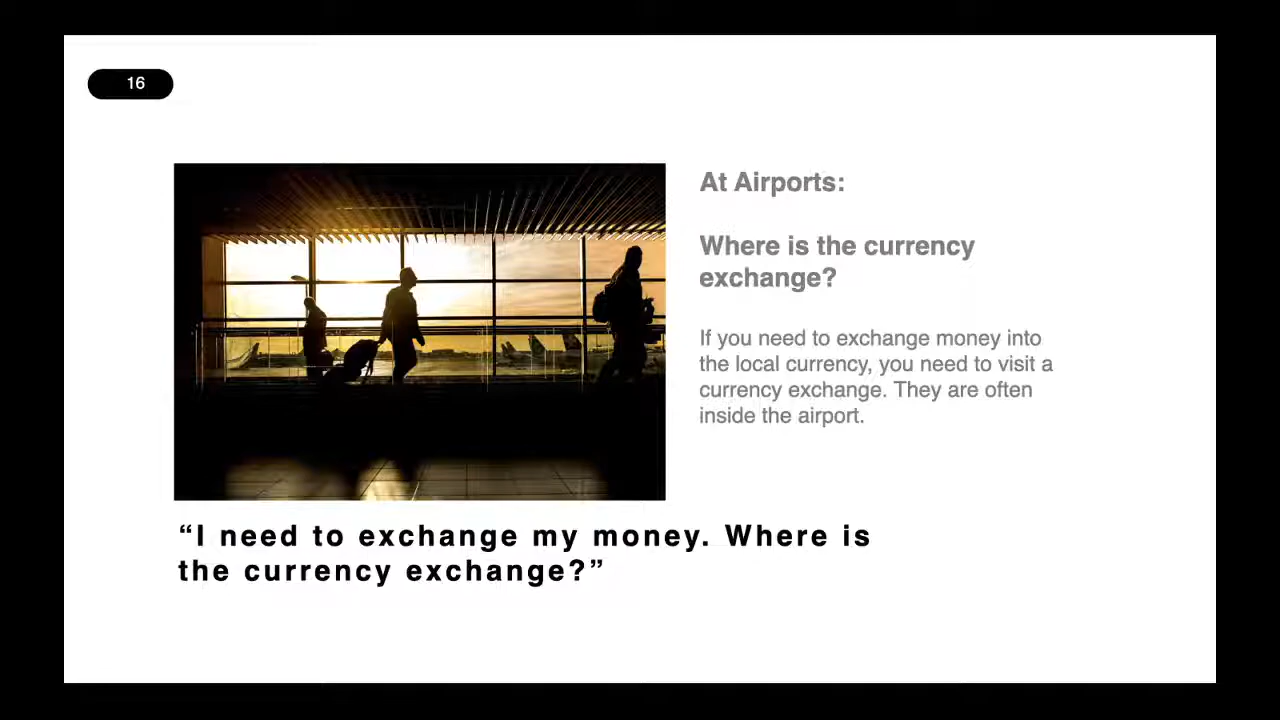 16
At Airports:
Where is the currency
exchange?
If you need to exchange money into
the local currency, you need to visit a
currency exchange. They are often
inside the airport.
“I need to exchange my money. Where is
the currency exchange?”